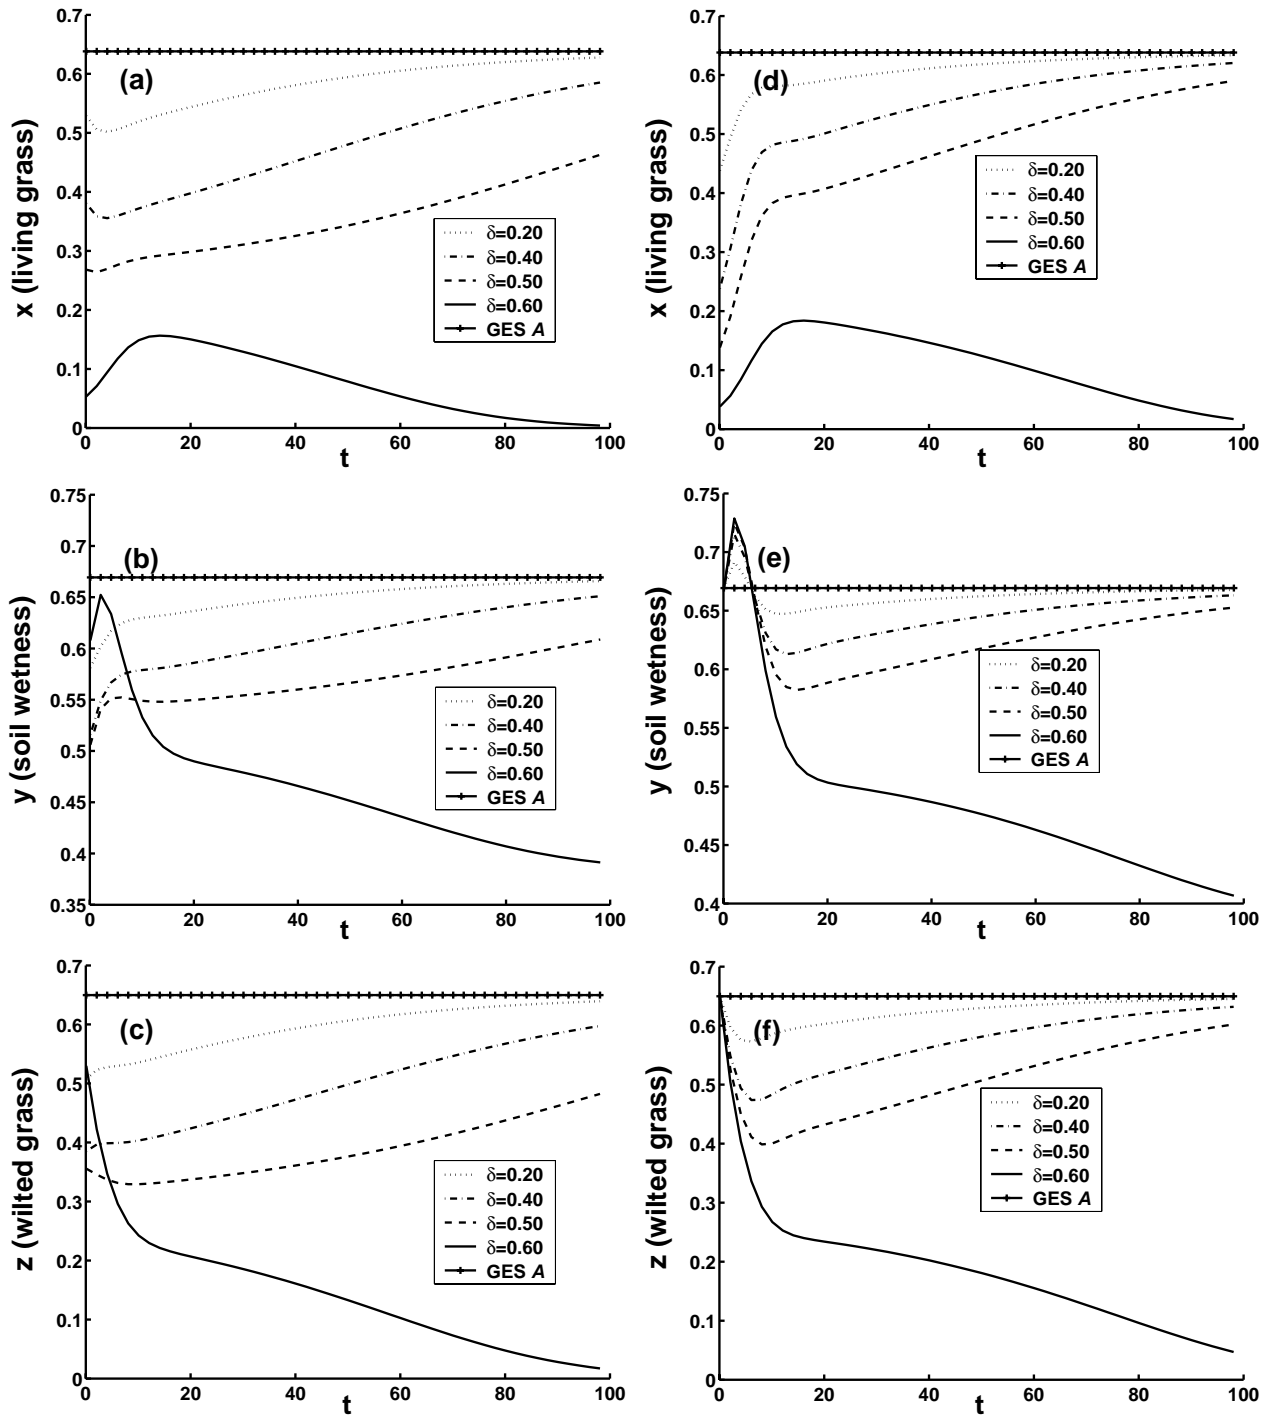 0.7
0.6
0.5
0.4
0.3
0.2
0.1
0
x (living grass)
(a)
δ=0.20
δ=0.40
δ=0.50
δ=0.60
GES A
0 20 40 60 80 100
t
0.7
0.6
0.5
0.4
0.3
0.2
0.1
0
x (living grass)
(d)
δ=0.20
δ=0.40
δ=0.50
δ=0.60
GES A
0 20 40 60 80 100
t
0.75
0.7
0.65
0.6
0.55
0.5
0.45
0.4
0.35
y (soil wetness)
(b)
δ=0.20
δ=0.40
δ=0.50
δ=0.60
GES A
0 20 40 60 80 100
t
0.75
0.7
0.65
0.6
0.55
0.5
0.45
0.4
y (soil wetness)
(e)
δ=0.20
δ=0.40
δ=0.50
δ=0.60
GES A
0 20 40 60 80 100
t
0.7
0.6
0.5
0.4
0.3
0.2
0.1
0
z (wilted grass)
(c)
δ=0.20
δ=0.40
δ=0.50
δ=0.60
GES A
0 20 40 60 80 100
t
0.7
0.6
0.5
0.4
0.3
0.2
0.1
0
z (wilted grass)
(f)
δ=0.20
δ=0.40
δ=0.50
δ=0.60
GES A
0 20 40 60 80 100
t